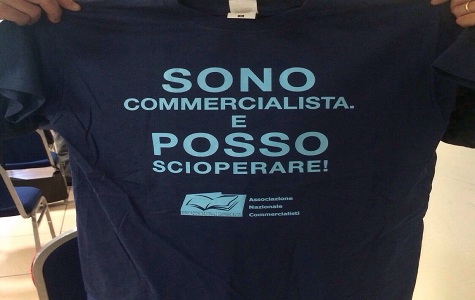 SONO
COMMERCIALISTA.
E
POSSO
SCIOPERARE!
Associazione
Nazionale
Commercialisti